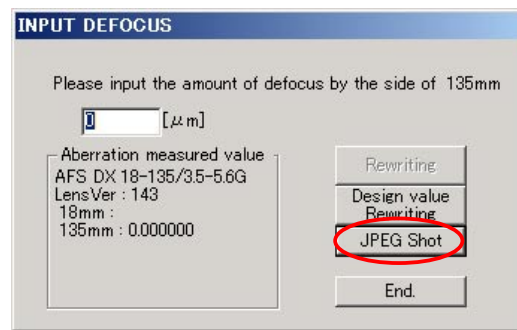 INPUT DEFOCUS
Please input the amount of defocus by the side of 135mm
0 [μm]
Aberration measured value
AFS DX 18-135/3.5-5.6G
LensVer : 143
18mm :
135mm : 0.000000
Rewriting
Design value
Rewriting
JPEG Shot
End.